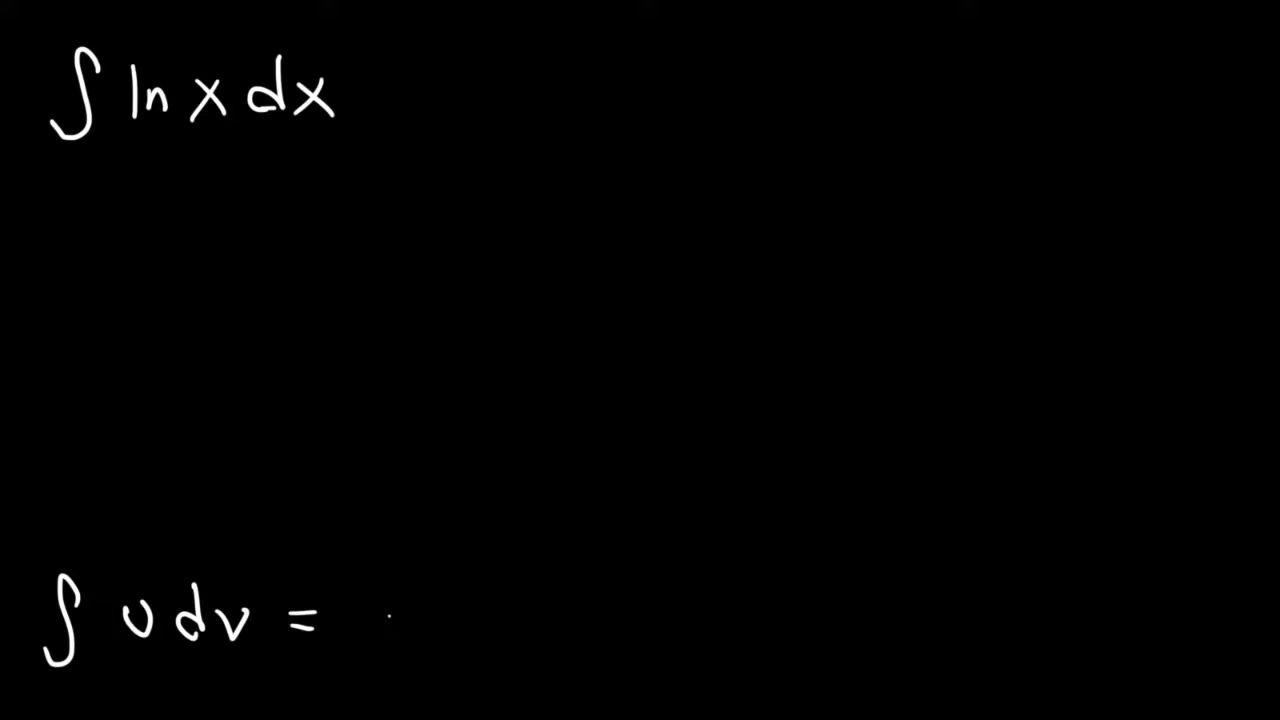 ∫ ln x dx
∫ u dv =